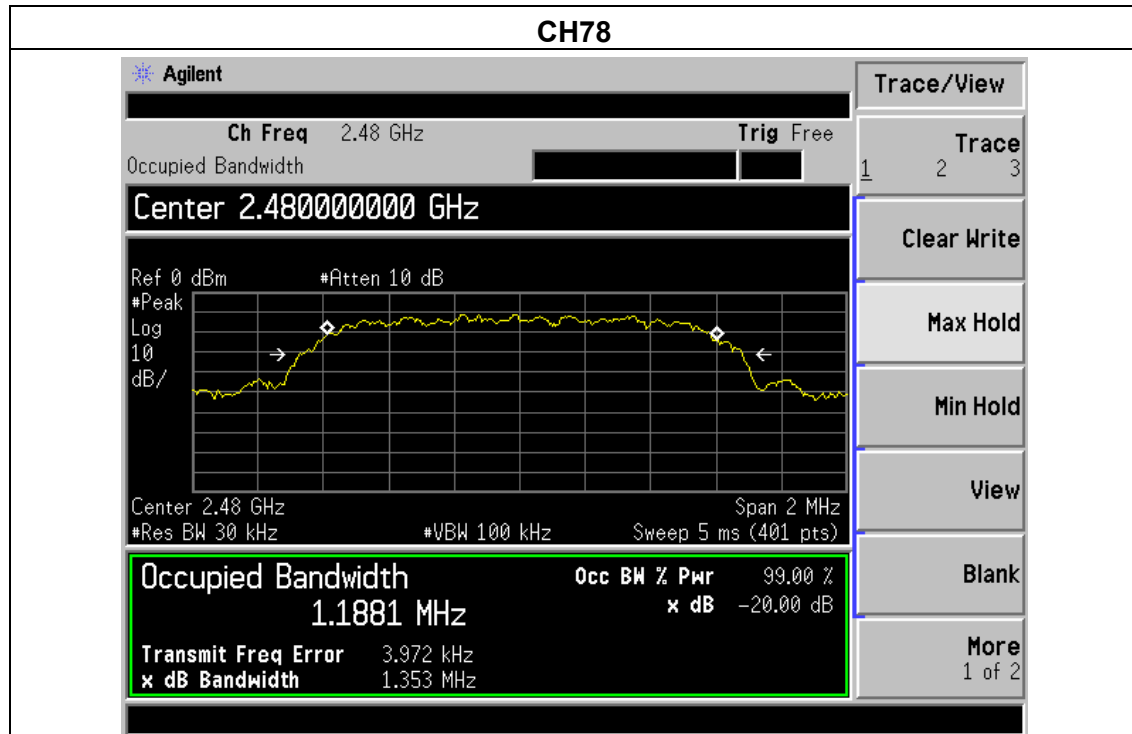 CH78
Agilent
Trace/View
Ch Freq 2.48 GHz Trig Free
Occupied Bandwidth
Trace
1 2 3
Center 2.480000000 GHz
Clear Write
Ref 0 dBm #Atten 10 dB
#Peak
Log
10
dB/
Max Hold
Min Hold
View
Center 2.48 GHz Span 2 MHz
#Res BW 30 kHz #VBW 100 kHz Sweep 5 ms (401 pts)
Occupied Bandwidth Occ BW % Pwr 99.00 %
1.1881 MHz x dB -20.00 dB
Blank
Transmit Freq Error 3.972 kHz
x dB Bandwidth 1.353 MHz
More
1 of 2